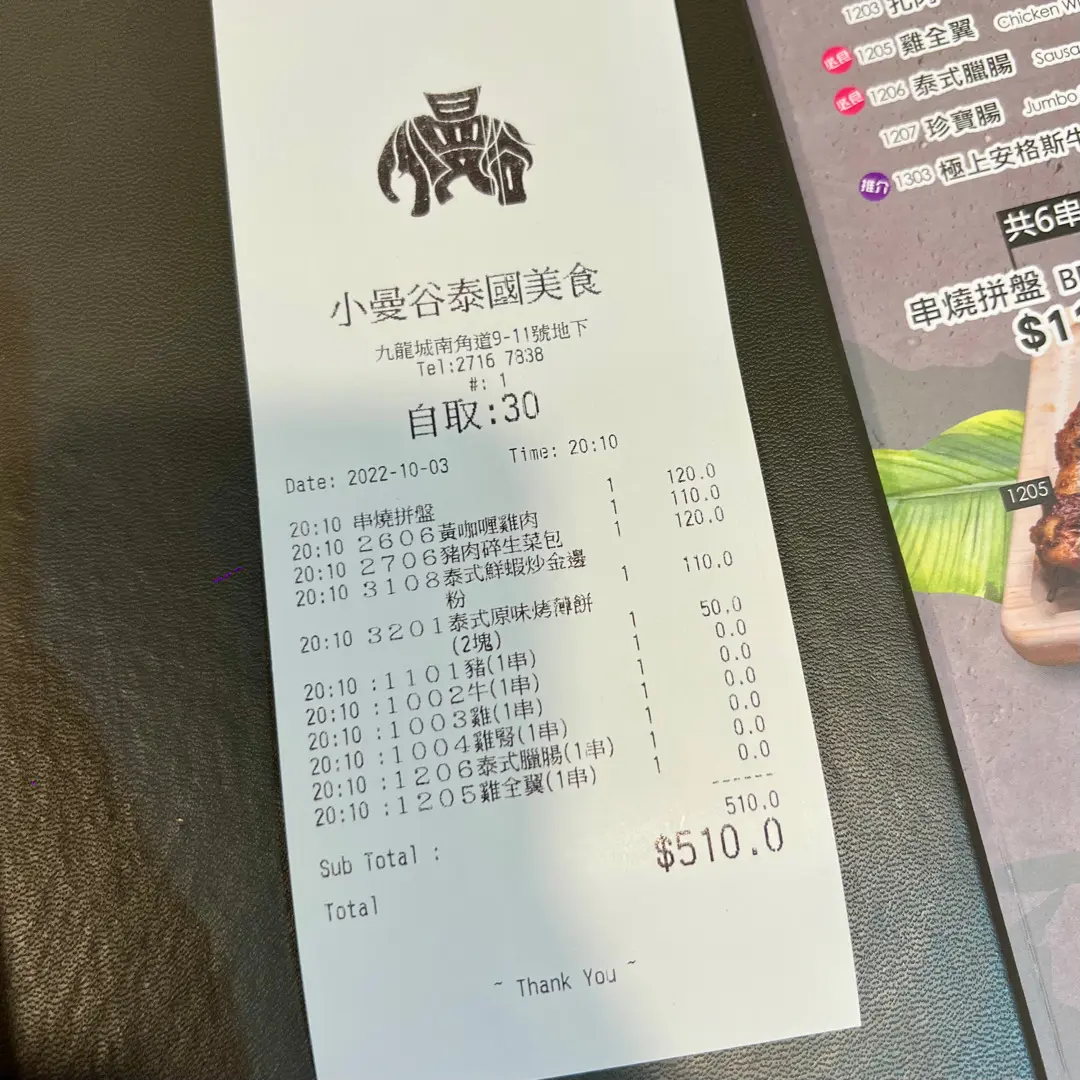 小曼谷泰國美食
九龍城南角道9-11號地下
Tel:2716 7838
#: 1
自取:30
Date: 2022-10-03 Time: 20:10
20:10 串燒拼盤 1 120.0
20:10 2606黃咖喱雞肉 1 110.0
20:10 2706豬肉碎生菜包 1 120.0
20:10 3108泰式鮮蝦炒金邊粉 1 110.0
20:10 3201泰式原味烤薄餅(2塊) 1 50.0
20:10 :1101豬(1串) 1 0.0
20:10 :1002牛(1串) 1 0.0
20:10 :1003雞(1串) 1 0.0
20:10 :1004雞腎(1串) 1 0.0
20:10 :1206泰式臘腸(1串) 1 0.0
20:10 :1205雞全翼(1串) 1 0.0
------
Sub Total : 510.0
Total $510.0
~ Thank You ~
1203
必食 1205 雞全翼 Chicken
必食 1206 泰式臘腸
1207 珍寶腸 Jumbo
推介 1303 極上安格斯牛
共6串
串燒拼盤
1205